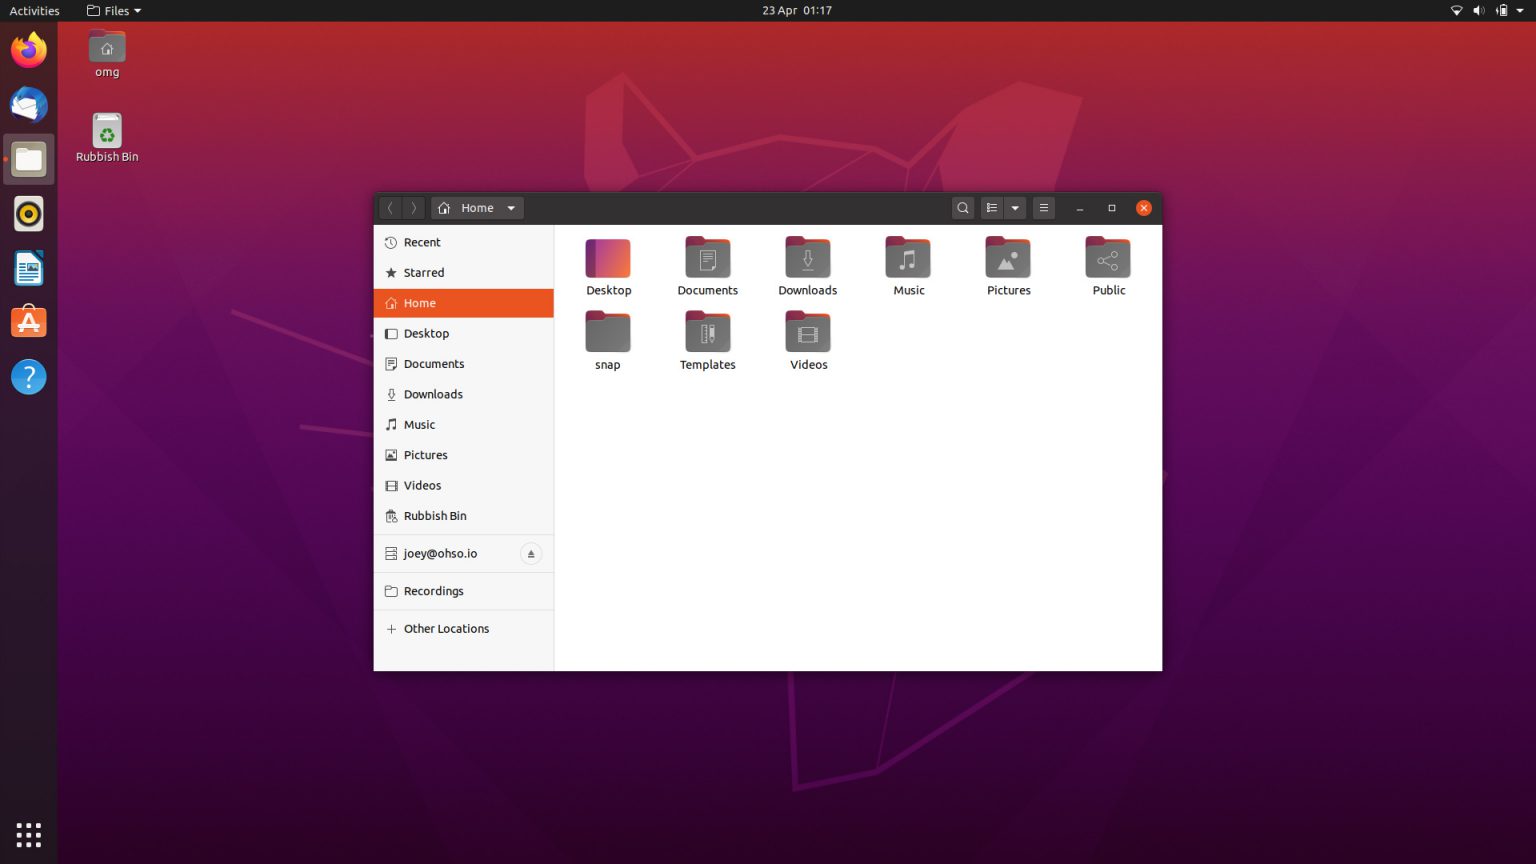 Activities
Files
23 Apr 01:17
omg
Rubbish Bin
Home
Recent
Starred
Home
Desktop
Documents
Downloads
Music
Pictures
Videos
Rubbish Bin
joey@ohso.io
Recordings
Other Locations
Desktop
Documents
Downloads
Music
Pictures
Public
snap
Templates
Videos